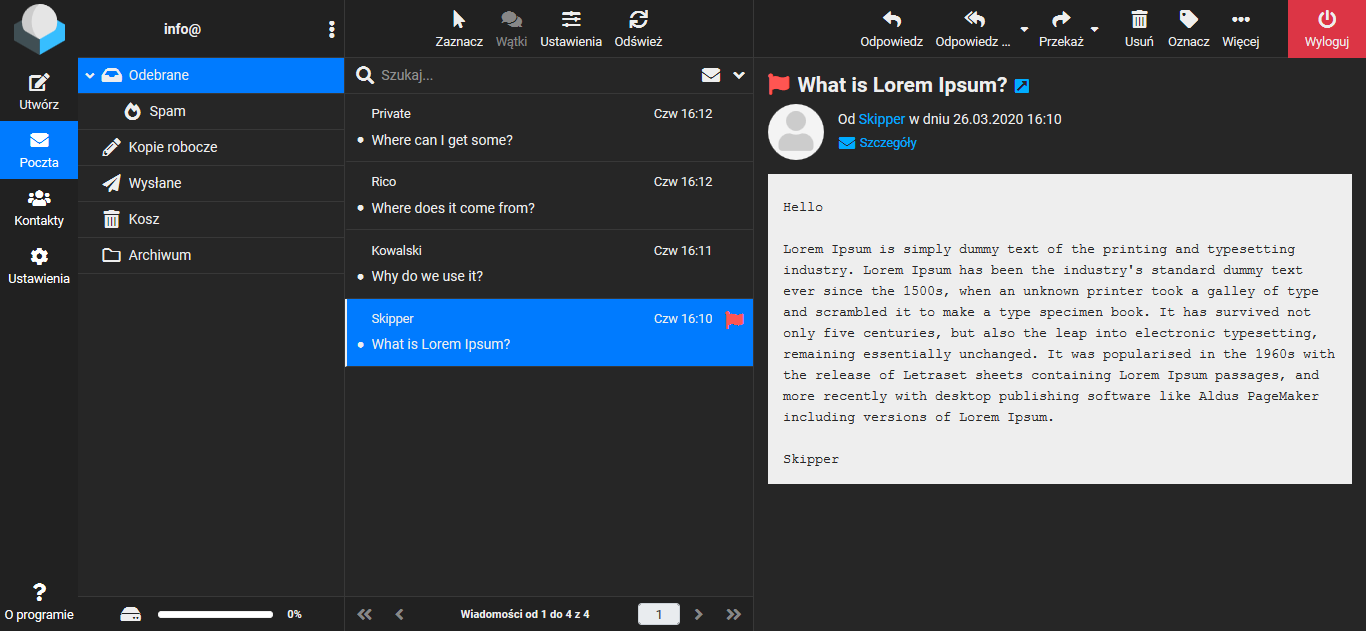 Utwórz
Poczta
Kontakty
Ustawienia
O programie
info@
Odebrane
Spam
Kopie robocze
Wysłane
Kosz
Archiwum
0%
Zaznacz Wątki Ustawienia Odśwież
Szukaj...
Private Czw 16:12
Where can I get some?
Rico Czw 16:12
Where does it come from?
Kowalski Czw 16:11
Why do we use it?
Skipper Czw 16:10
What is Lorem Ipsum?
Wiadomości od 1 do 4 z 4 1
Odpowiedz Odpowiedz ... Przekaż Usuń Oznacz Więcej Wyloguj
What is Lorem Ipsum?
Od Skipper w dniu 26.03.2020 16:10
Szczegóły
Hello
Lorem Ipsum is simply dummy text of the printing and typesetting
industry. Lorem Ipsum has been the industry's standard dummy text
ever since the 1500s, when an unknown printer took a galley of type
and scrambled it to make a type specimen book. It has survived not
only five centuries, but also the leap into electronic typesetting,
remaining essentially unchanged. It was popularised in the 1960s with
the release of Letraset sheets containing Lorem Ipsum passages, and
more recently with desktop publishing software like Aldus PageMaker
including versions of Lorem Ipsum.
Skipper